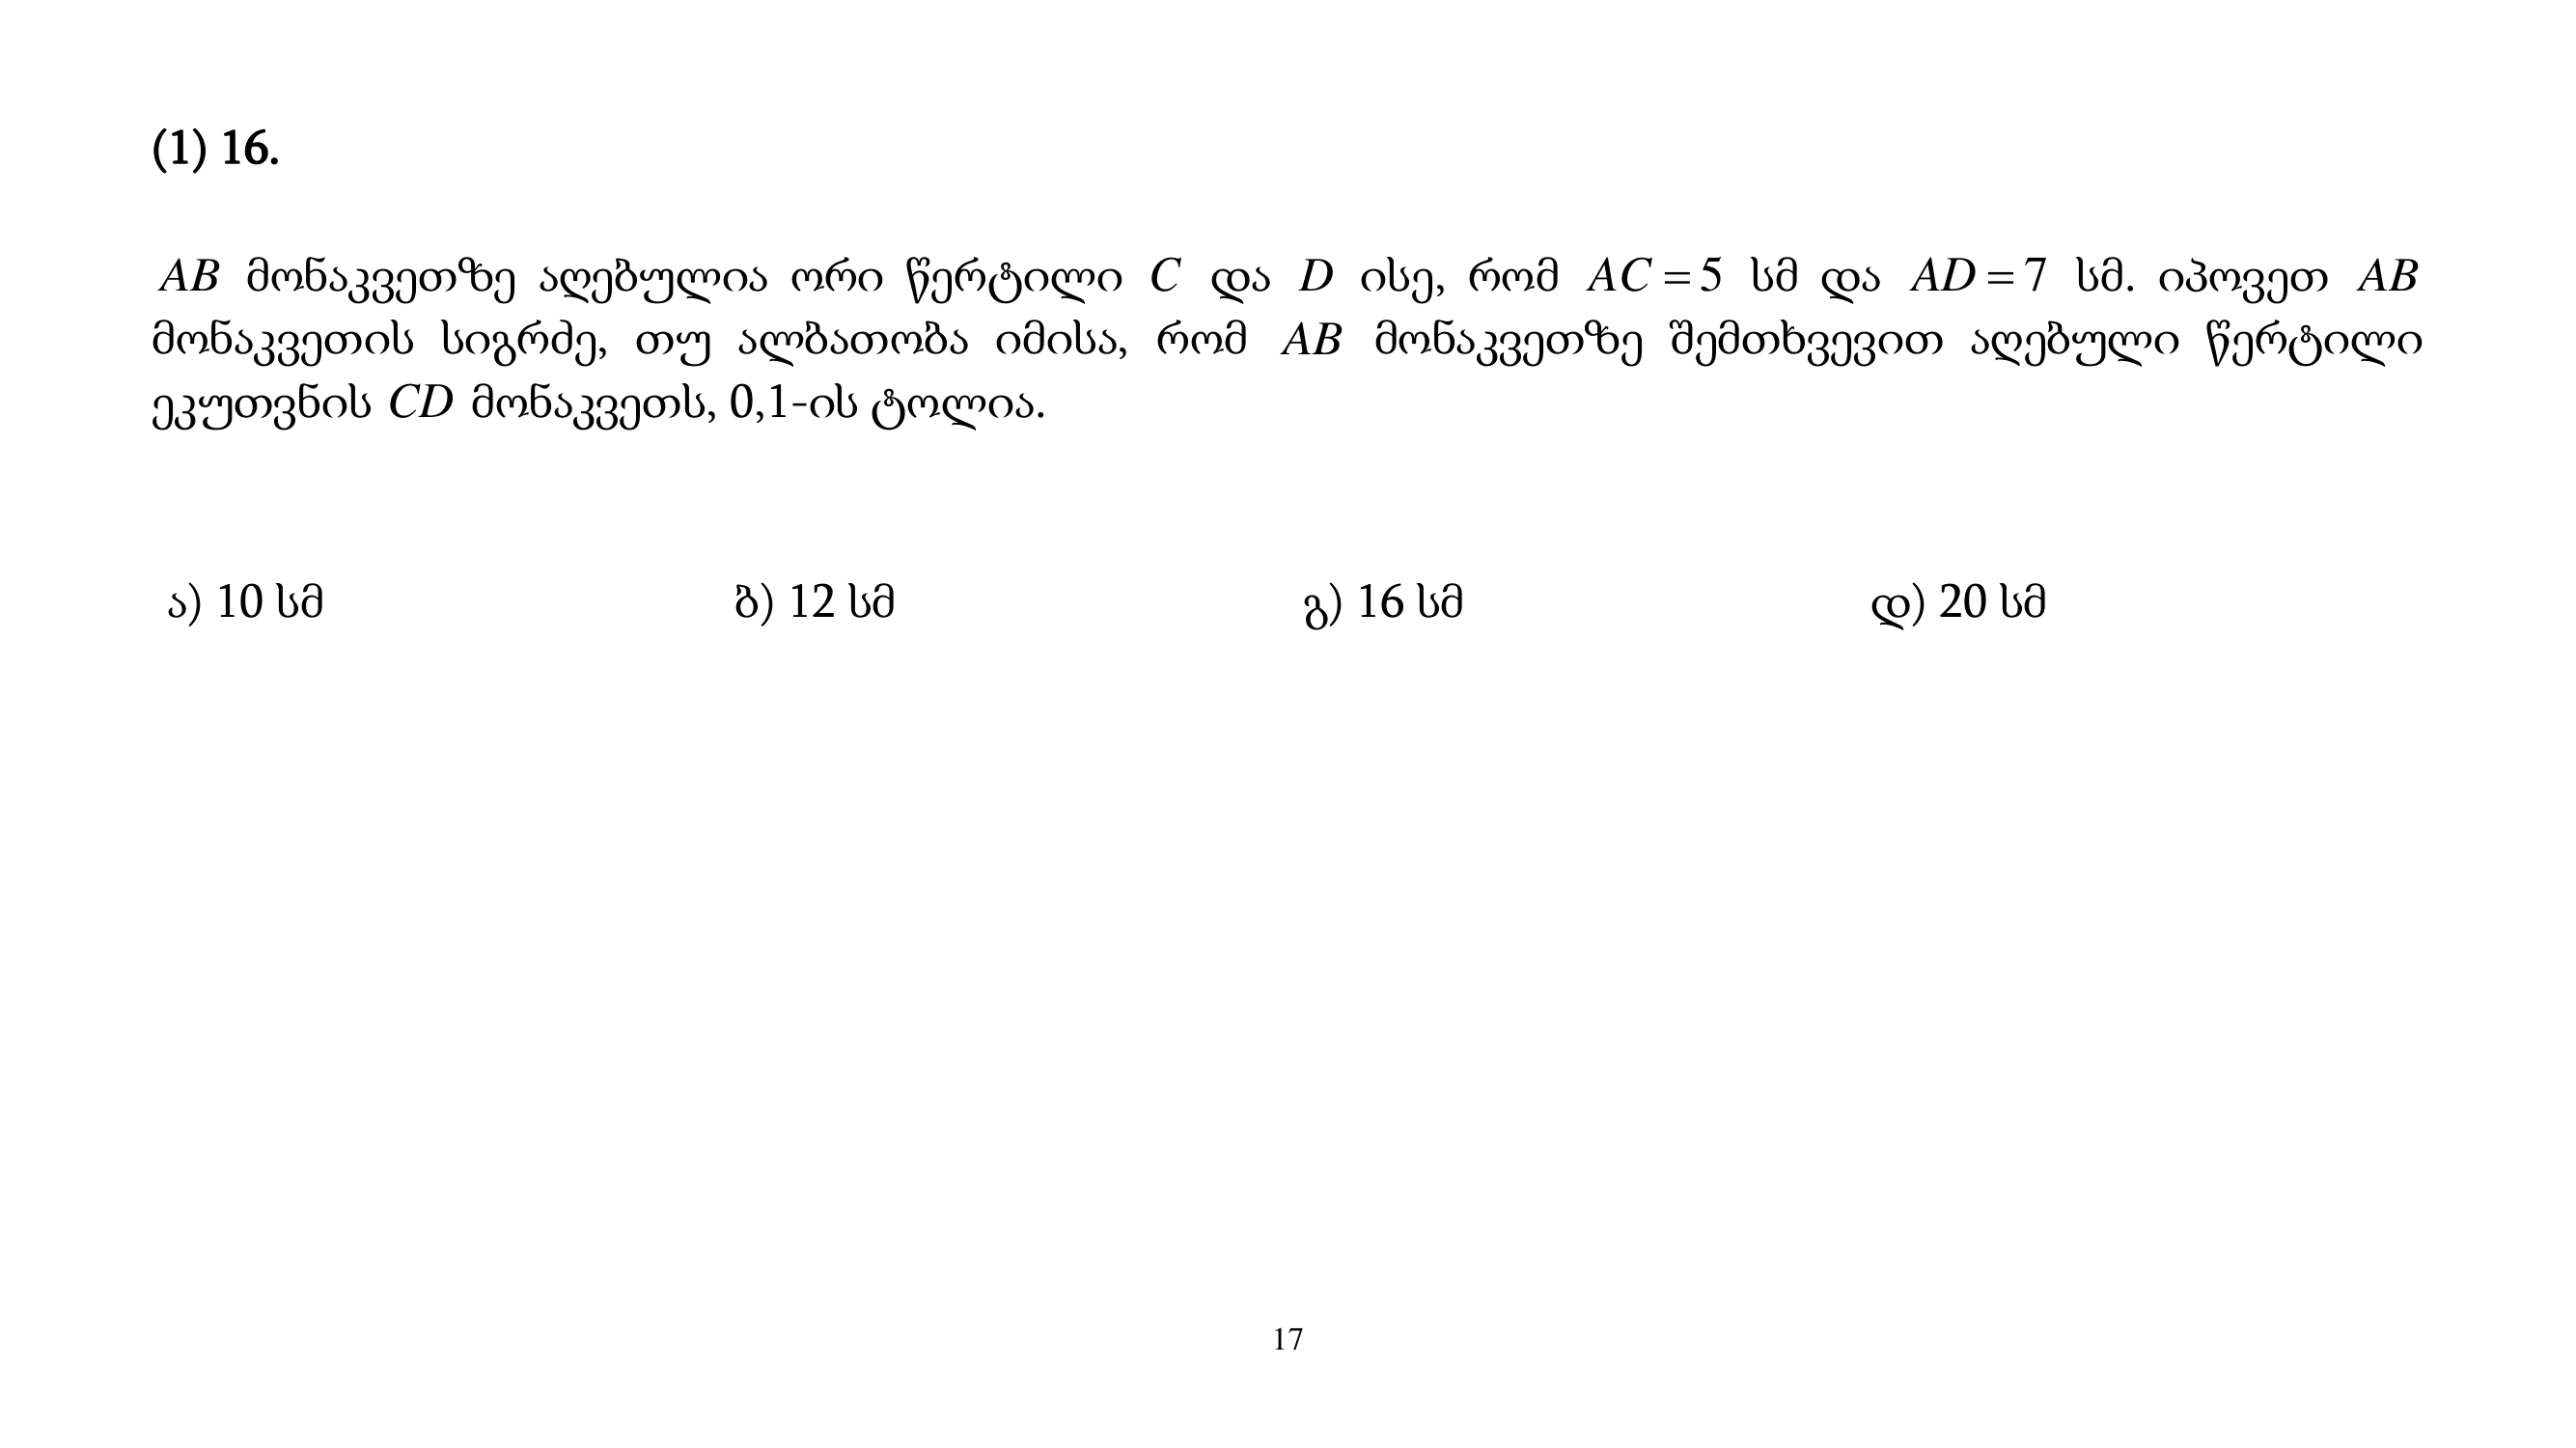 (1) 16.
AB მონაკვეთზე აღებულია ორი წერტილი C და D ისე, რომ AC = 5 სმ და AD = 7 სმ. იპოვეთ AB
მონაკვეთის სიგრძე, თუ ალბათობა იმისა, რომ AB მონაკვეთზე შემთხვევით აღებული წერტილი
ეკუთვნის CD მონაკვეთს, 0,1-ის ტოლია.
ა) 10 სმ ბ) 12 სმ გ) 16 სმ დ) 20 სმ
17